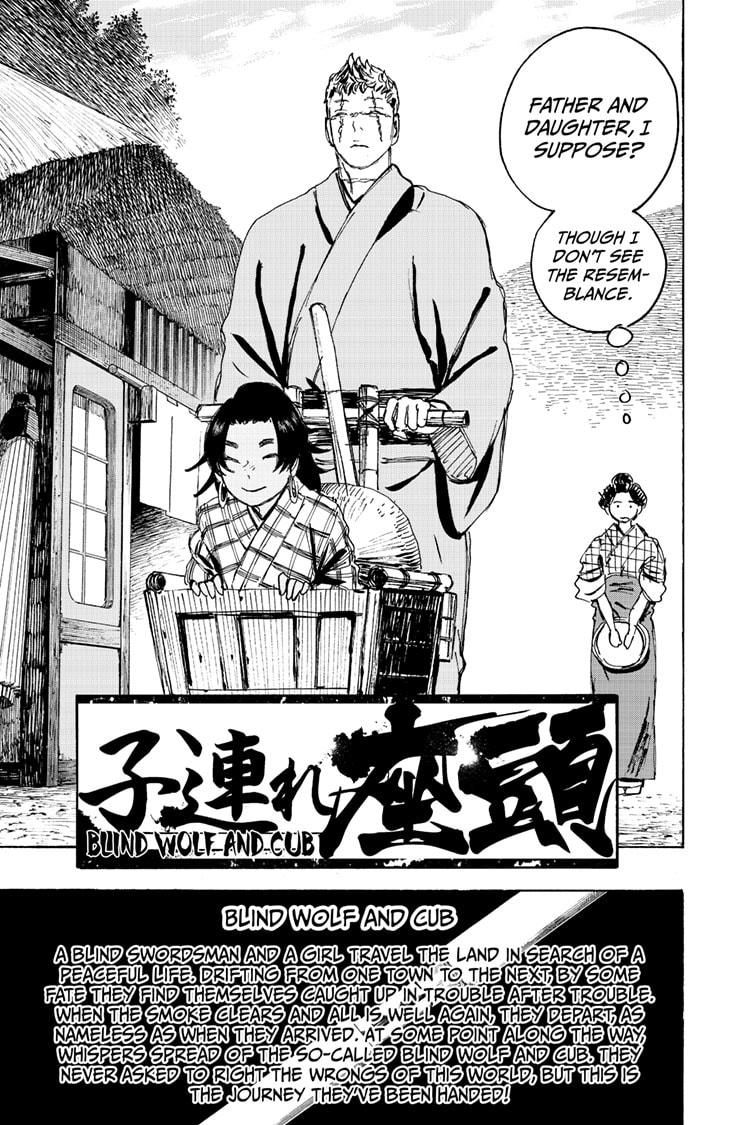 FATHER AND
DAUGHTER, I
SUPPOSE?
THOUGH I
DON'T SEE
THE RESEM-
BLANCE.
子連れ座頭
BLIND WOLF AND CUB
BLIND WOLF AND CUB
A BLIND SWORDSMAN AND A GIRL TRAVEL THE LAND IN SEARCH OF A
PEACEFUL LIFE. DRIFTING FROM ONE TOWN TO THE NEXT, BY SOME
FATE THEY FIND THEMSELVES CAUGHT UP IN TROUBLE AFTER TROUBLE.
WHEN THE SMOKE CLEARS AND ALL IS WELL AGAIN, THEY DEPART, AS
NAMELESS AS WHEN THEY ARRIVED. AT SOME POINT ALONG THE WAY,
WHISPERS SPREAD OF THE SO-CALLED BLIND WOLF AND CUB. THEY
NEVER ASKED TO RIGHT THE WRONGS OF THIS WORLD, BUT THIS IS
THE JOURNEY THEY'VE BEEN HANDED!